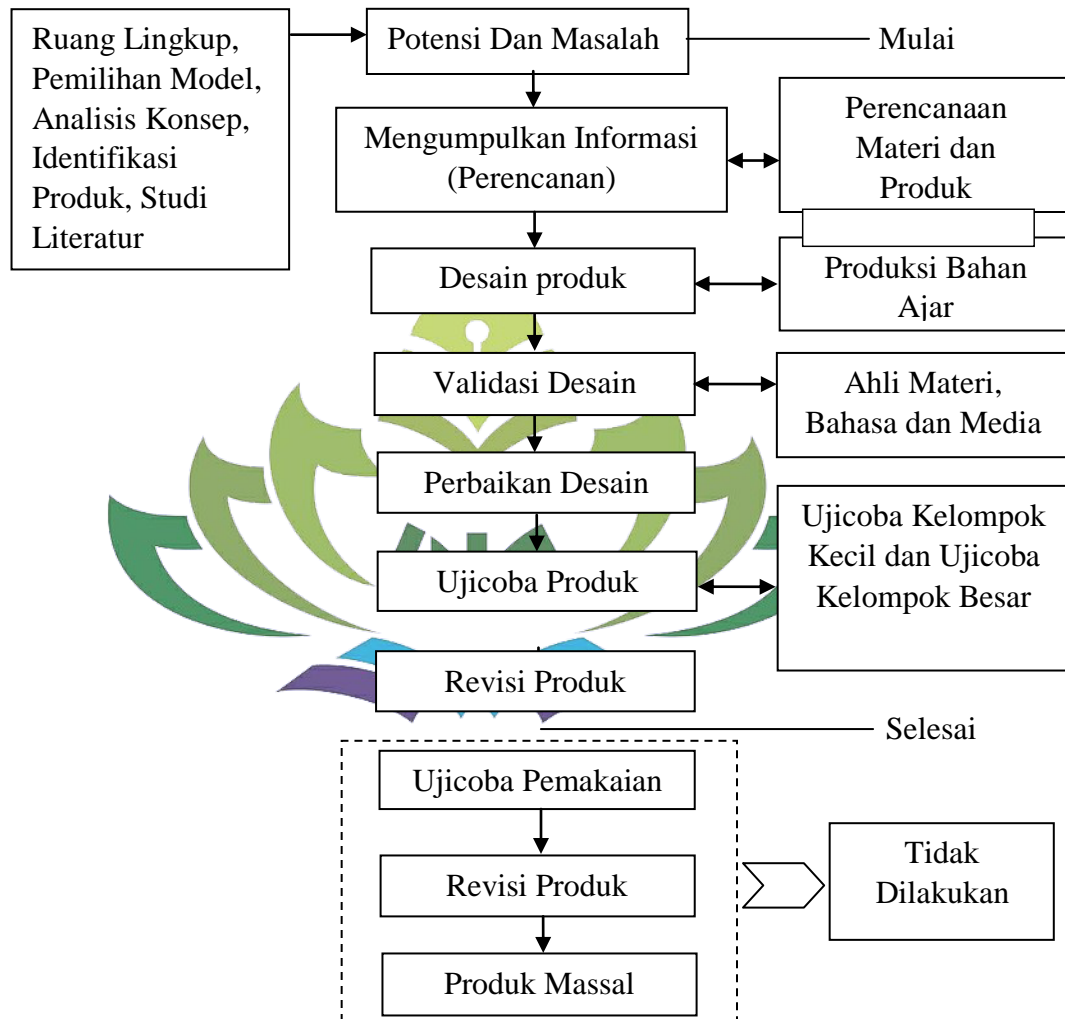 Ruang Lingkup,
Pemilihan Model,
Analisis Konsep,
Identifikasi
Produk, Studi
Literatur
Potensi Dan Masalah
Mulai
Mengumpulkan Informasi
(Perencanan)
Perencanaan
Materi dan
Produk
Desain produk
Produksi Bahan
Ajar
Validasi Desain
Ahli Materi,
Bahasa dan Media
Perbaikan Desain
Ujicoba Produk
Ujicoba Kelompok
Kecil dan Ujicoba
Kelompok Besar
Revisi Produk
Selesai
Ujicoba Pemakaian
Revisi Produk
Produk Massal
Tidak
Dilakukan